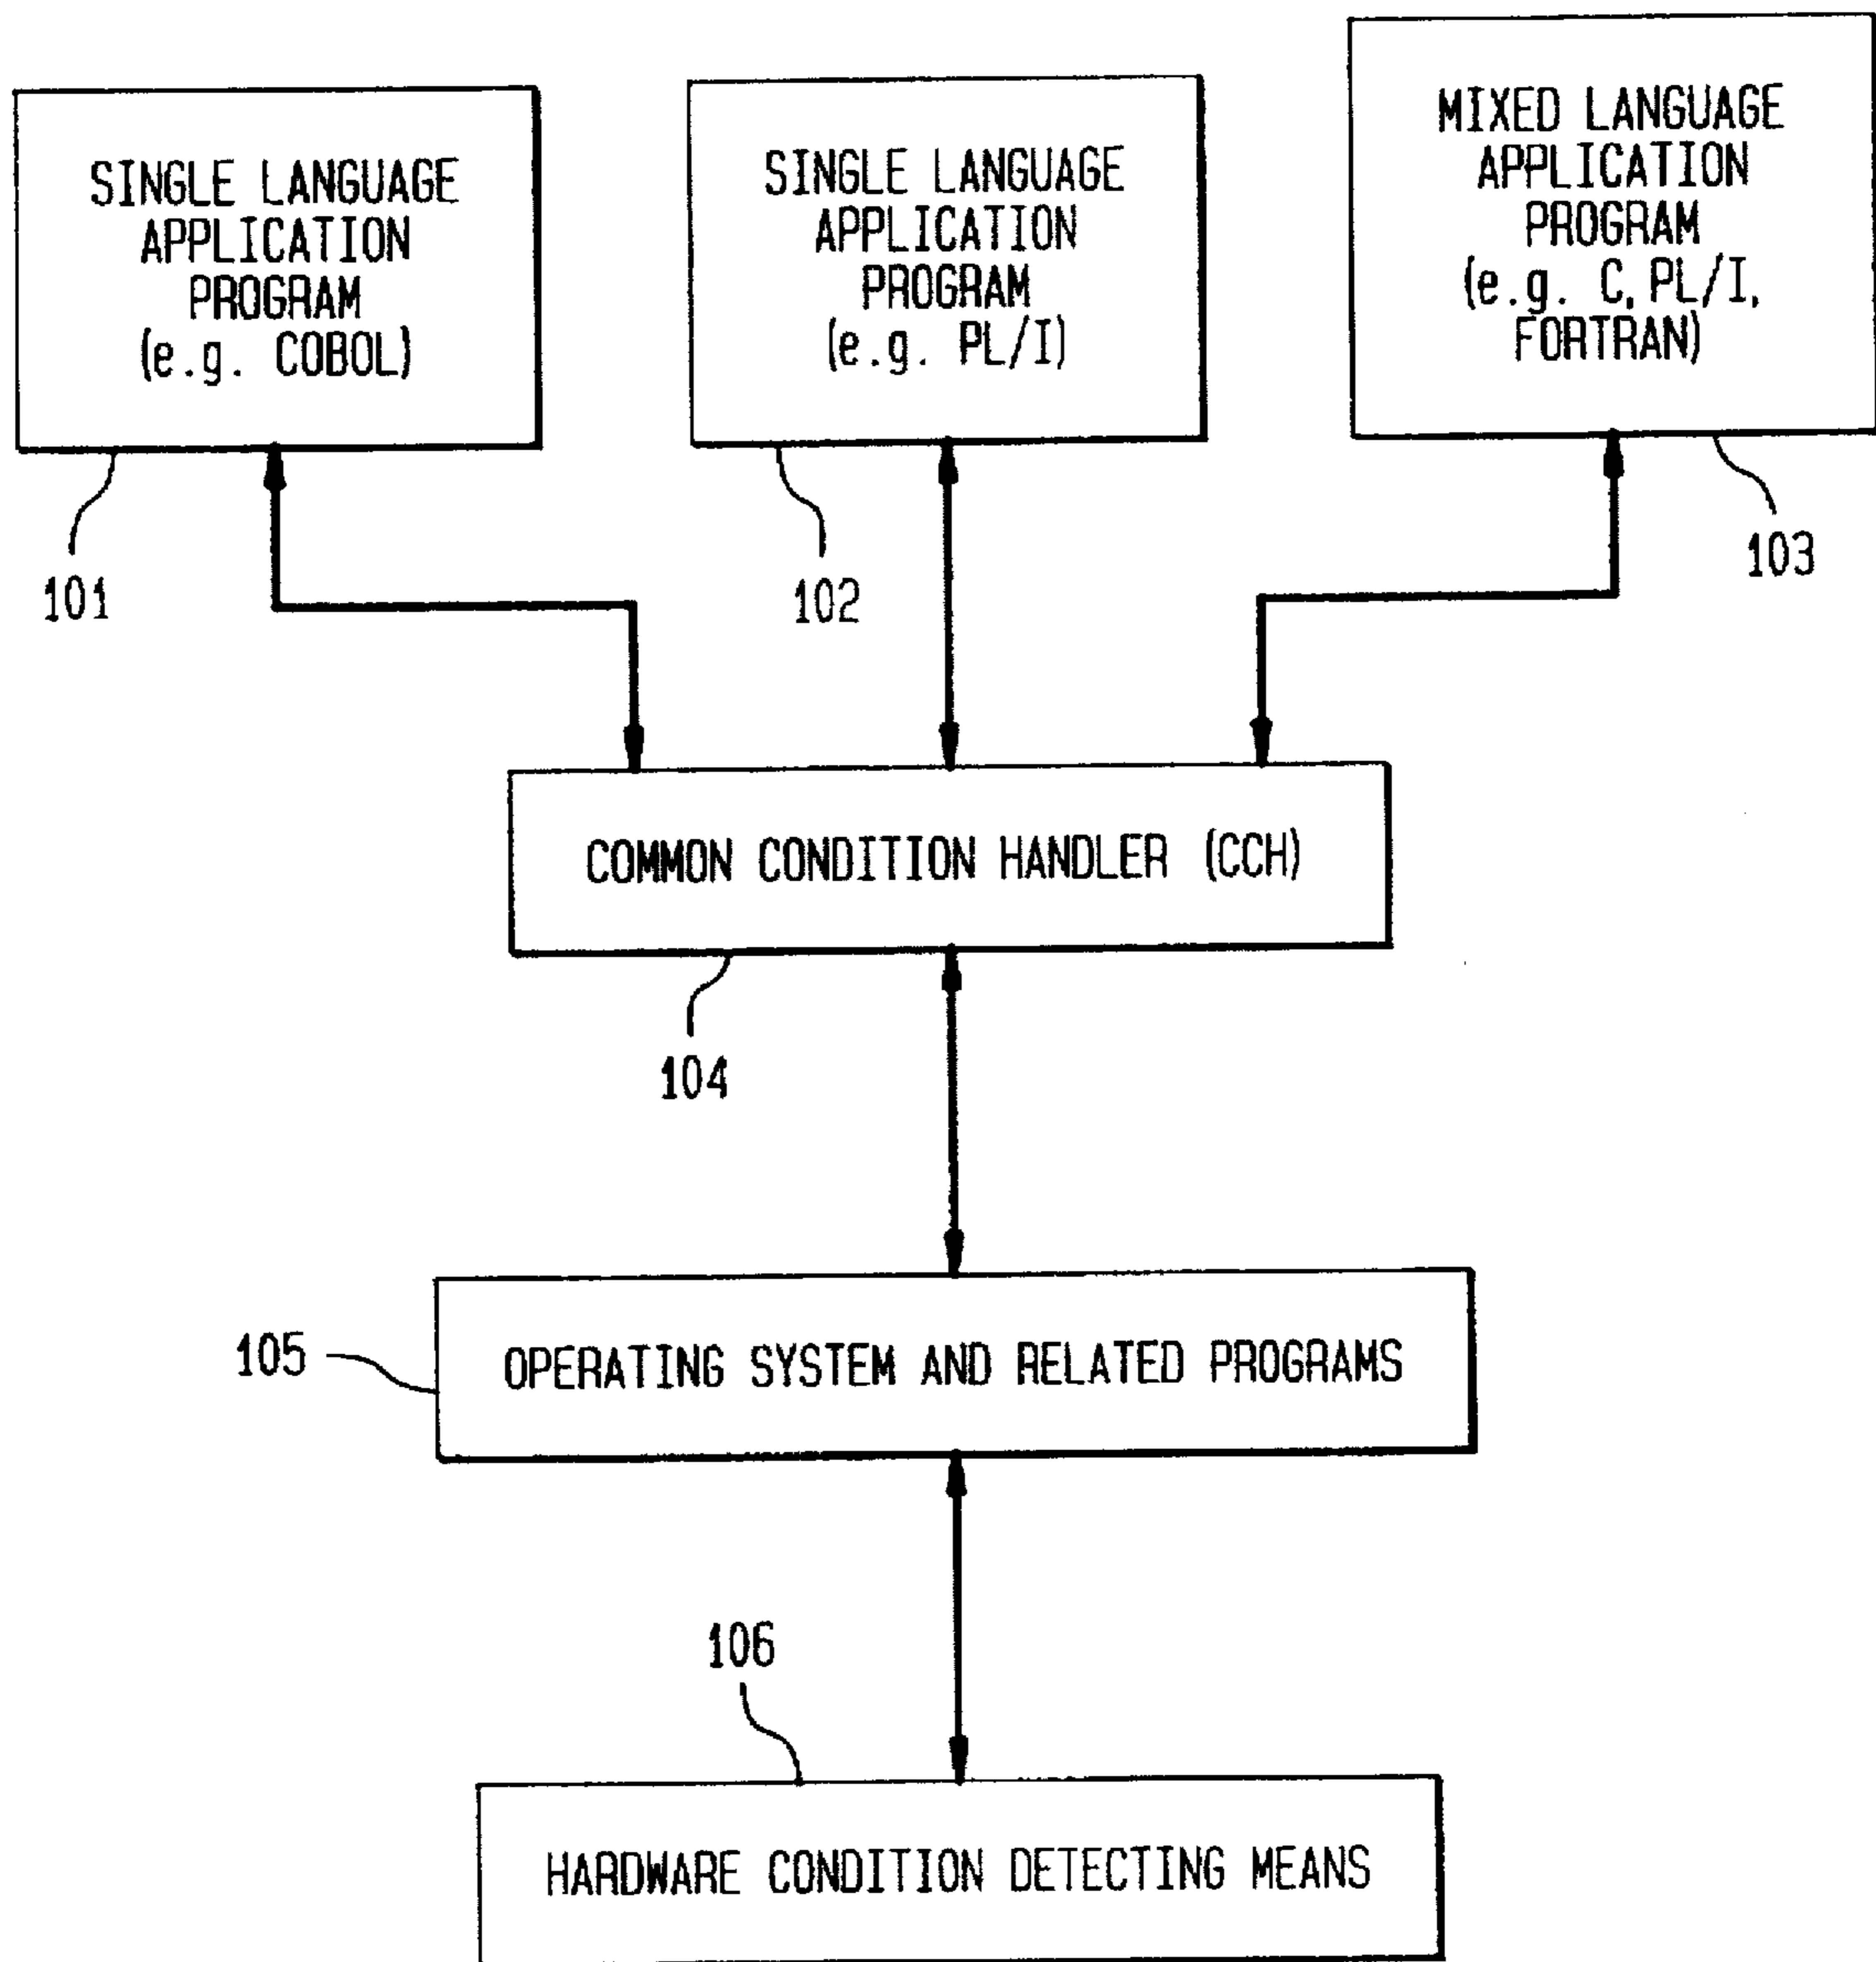 SINGLE LANGUAGE
APPLICATION
PROGRAM
(e.g. COBOL)
SINGLE LANGUAGE
APPLICATION
PROGRAM
(e.g. PL/I)
MIXED LANGUAGE
APPLICATION
PROGRAM
(e.g. C, PL/I,
FORTRAN)
101
102
103
COMMON CONDITION HANDLER (CCH)
104
105
OPERATING SYSTEM AND RELATED PROGRAMS
106
HARDWARE CONDITION DETECTING MEANS